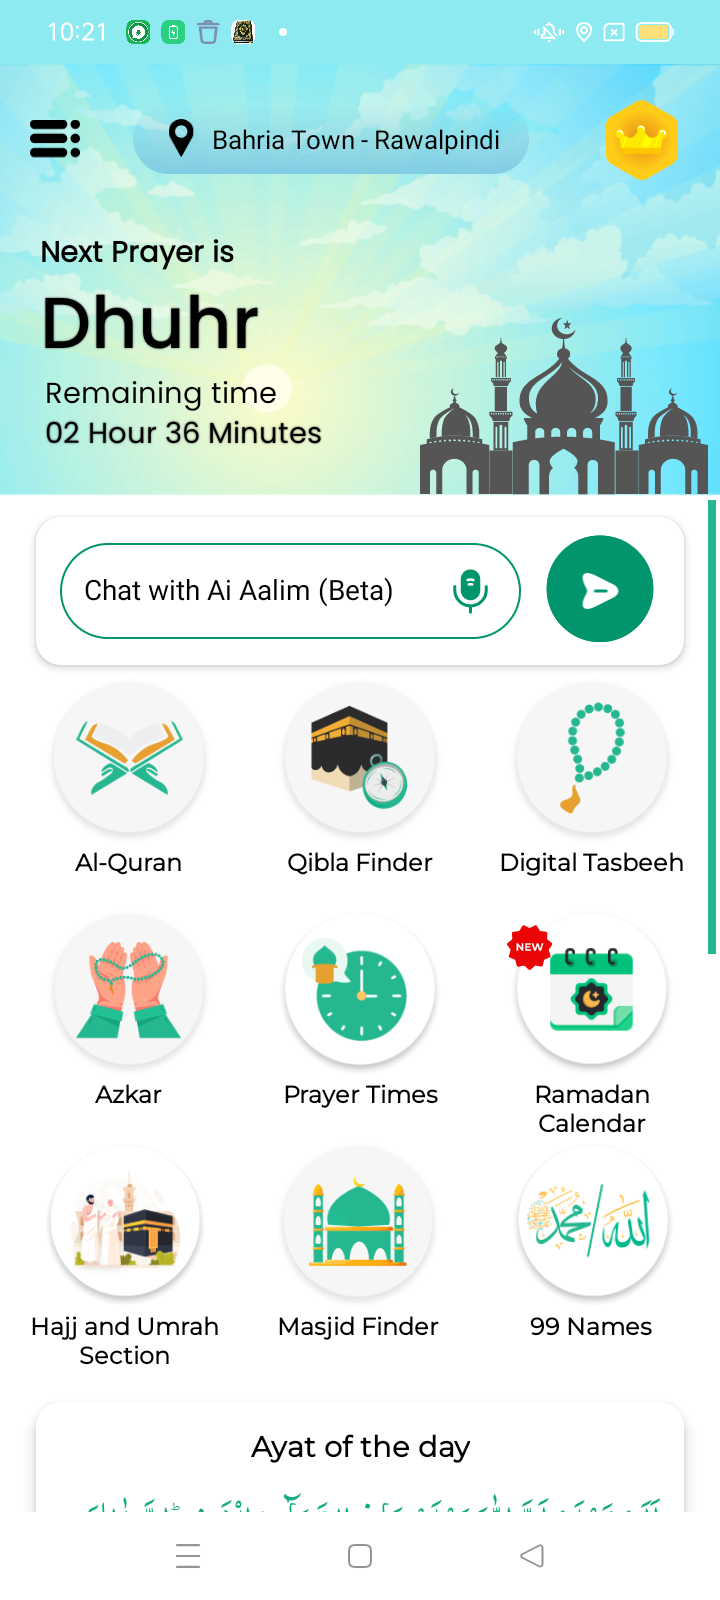 10:21
Bahria Town - Rawalpindi
Next Prayer is
Dhuhr
Remaining time
02 Hour 36 Minutes
Chat with Ai Aalim (Beta)
Al-Quran
Qibla Finder
Digital Tasbeeh
NEW
Azkar
Prayer Times
Ramadan
Calendar
الله/محمد
Hajj and Umrah
Section
Masjid Finder
99 Names
Ayat of the day